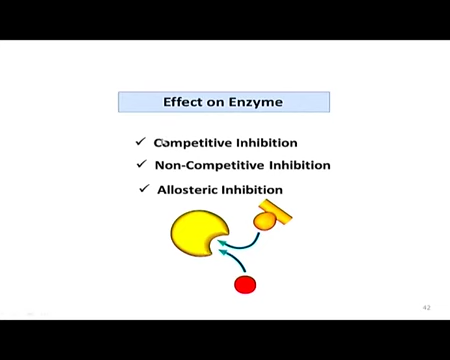 Effect on Enzyme
✓ Competitive Inhibition
✓ Non-Competitive Inhibition
✓ Allosteric Inhibition
42